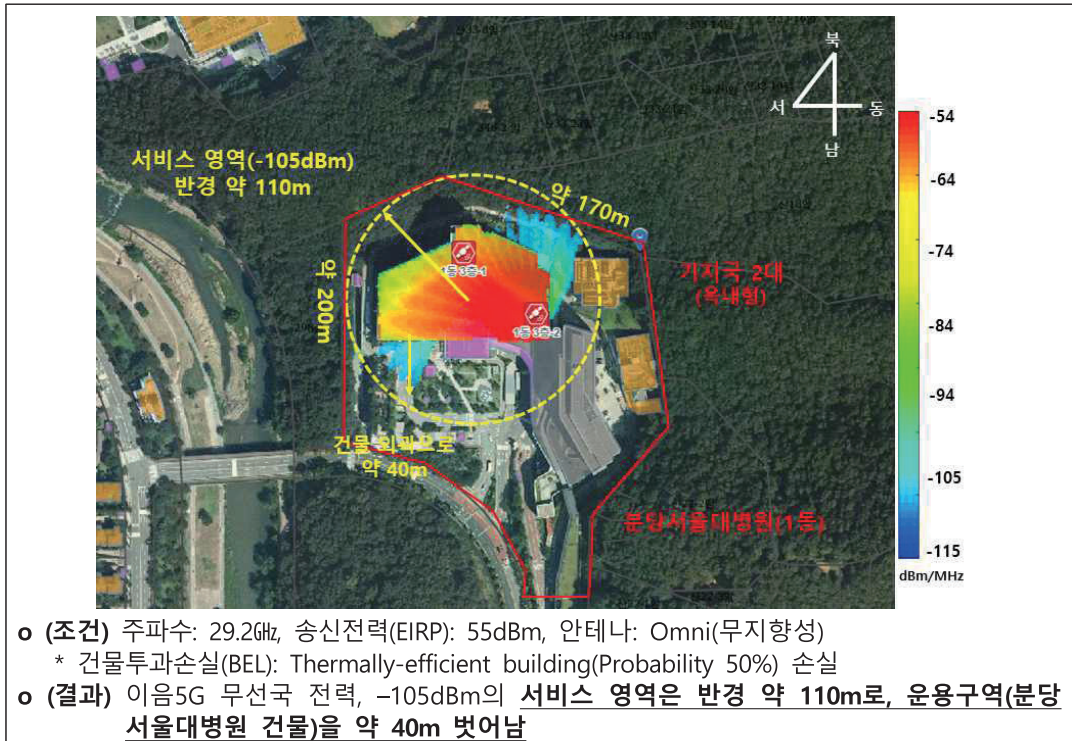 북
서
동
남
서비스 영역(-105dBm)
반경 약 110m
약 170m
약 200m
1동 3층-1
1동 3층-2
기지국 2대
(옥내형)
건물 외곽으로
약 40m
분당서울대병원(1동)
-54
-64
-74
-84
-94
-105
-115
dBm/MHz
o (조건) 주파수: 29.2㎓, 송신전력(EIRP): 55dBm, 안테나: Omni(무지향성)
* 건물투과손실(BEL): Thermally-efficient building(Probability 50%) 손실
o (결과) 이음5G 무선국 전력, –105dBm의 서비스 영역은 반경 약 110m로, 운용구역(분당
서울대병원 건물)을 약 40m 벗어남